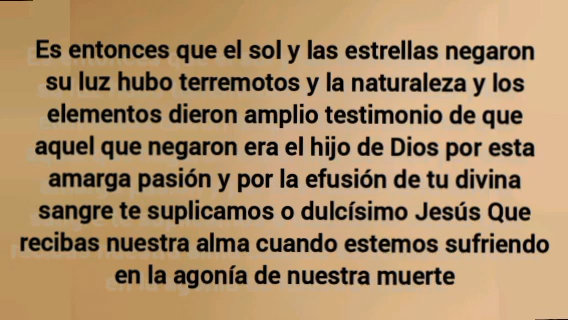 Es entonces que el sol y las estrellas negaron
su luz hubo terremotos y la naturaleza y los
elementos dieron amplio testimonio de que
aquel que negaron era el hijo de Dios por esta
amarga pasión y por la efusión de tu divina
sangre te suplicamos o dulcísimo Jesús Que
recibas nuestra alma cuando estemos sufriendo
en la agonía de nuestra muerte